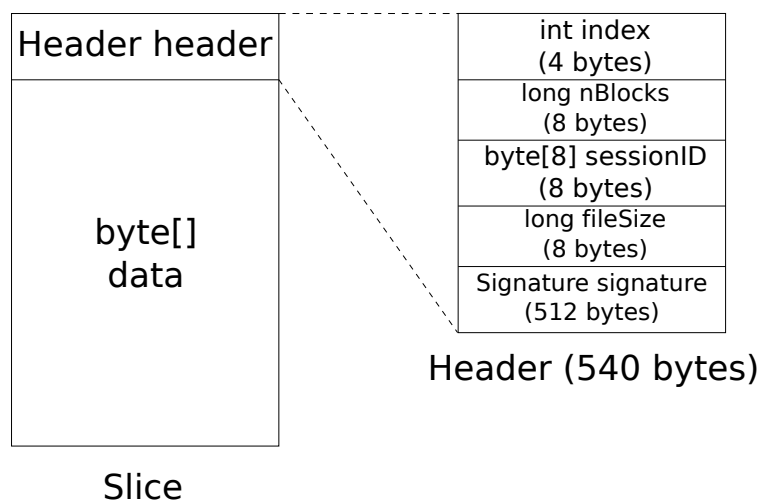 Header header
byte[]
data
Slice
int index
(4 bytes)
long nBlocks
(8 bytes)
byte[8] sessionID
(8 bytes)
long fileSize
(8 bytes)
Signature signature
(512 bytes)
Header (540 bytes)